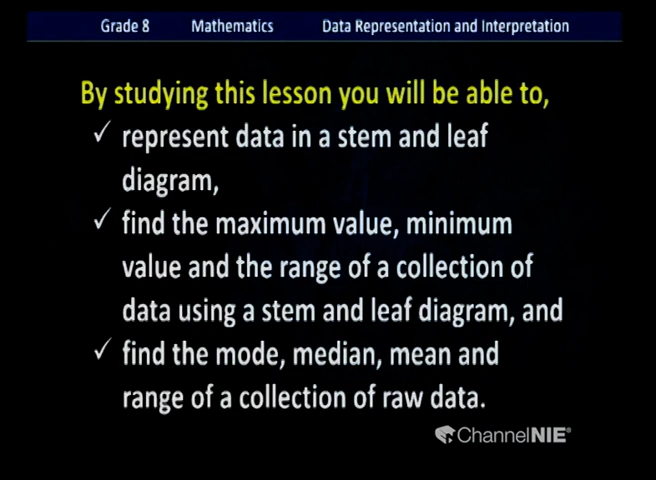 Grade 8 Mathematics Data Representation and Interpretation
By studying this lesson you will be able to,
✓ represent data in a stem and leaf
diagram,
✓ find the maximum value, minimum
value and the range of a collection of
data using a stem and leaf diagram, and
✓ find the mode, median, mean and
range of a collection of raw data.
ChannelNIE®